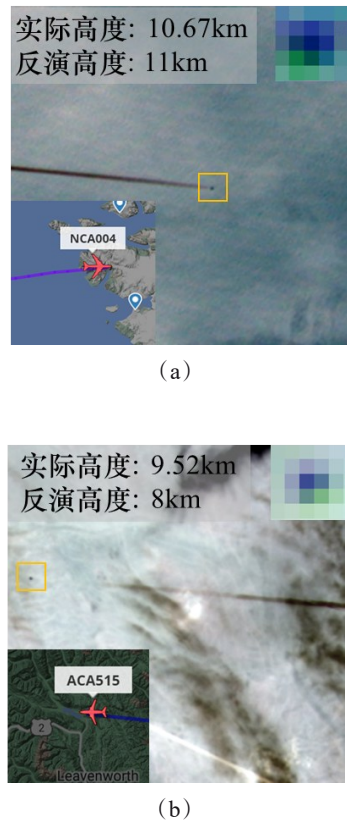 实际高度: 10.67km
反演高度: 11km
NCA004
（a）
实际高度: 9.52km
反演高度: 8km
ACA515
2
Leavenworth
（b）